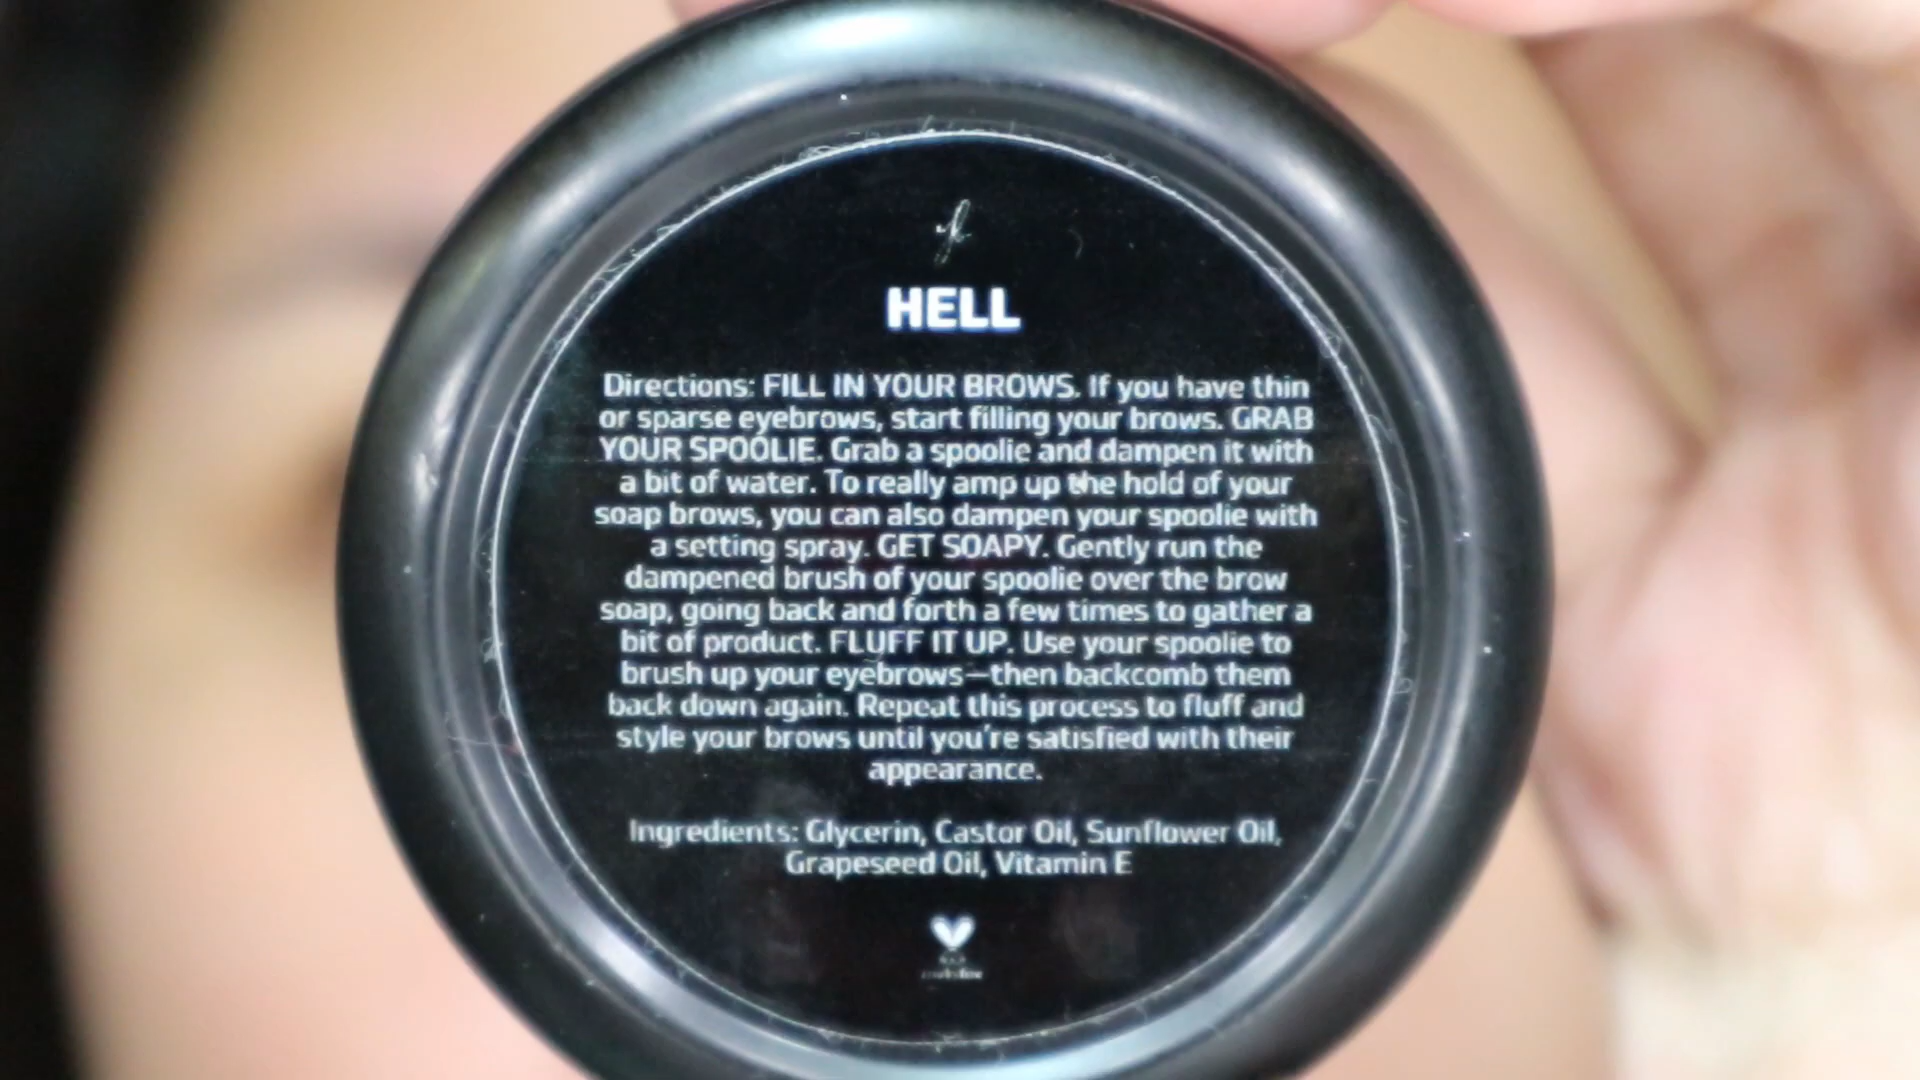 HELL
Directions: FILL IN YOUR BROWS. If you have thin
or sparse eyebrows, start filling your brows. GRAB
YOUR SPOOLIE. Grab a spoolie and dampen it with
a bit of water. To really amp up the hold of your
soap brows, you can also dampen your spoolie with
a setting spray. GET SOAPY. Gently run the
dampened brush of your spoolie over the brow
soap, going back and forth a few times to gather a
bit of product. FLUFF IT UP. Use your spoolie to
brush up your eyebrows—then backcomb them
back down again. Repeat this process to fluff and
style your brows until you're satisfied with their
appearance.
Ingredients: Glycerin, Castor Oil, Sunflower Oil,
Grapeseed Oil, Vitamin E